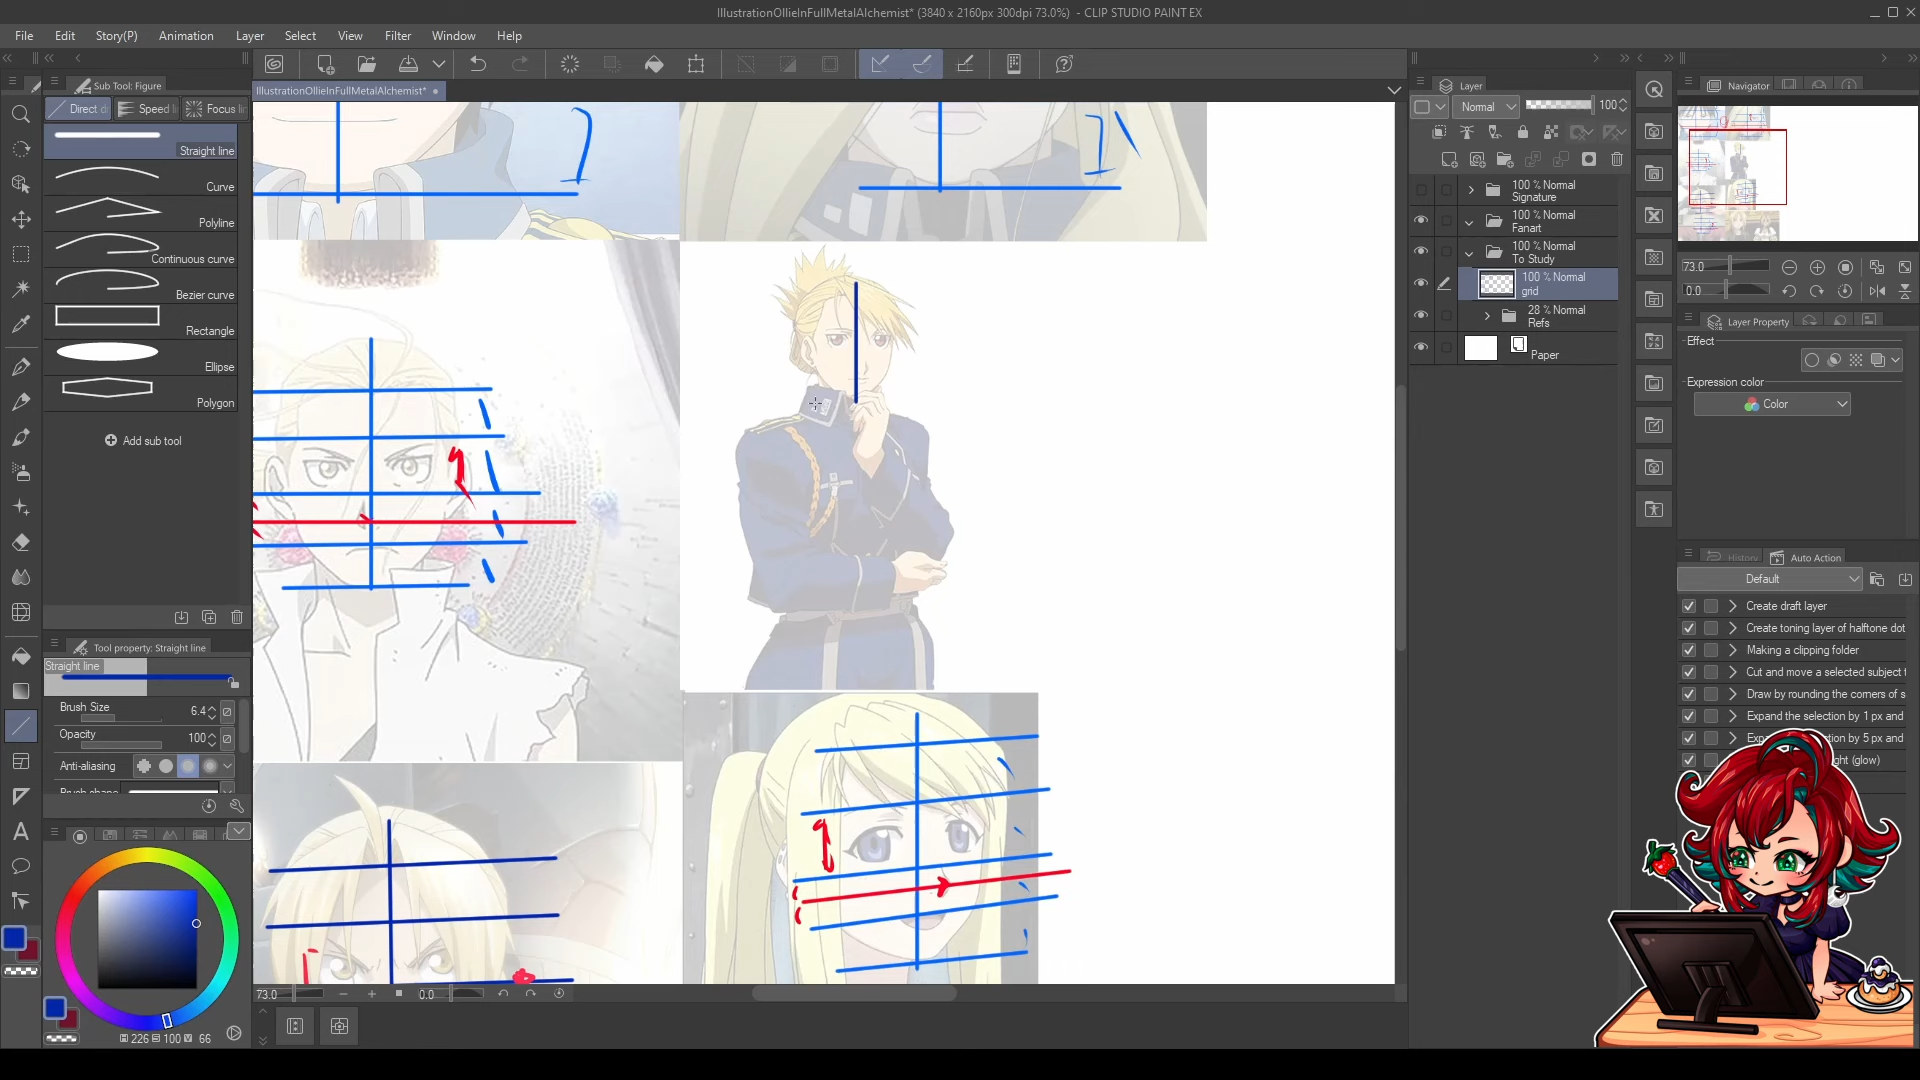 IllustrationOllieInFullMetalAlchemist* (3840 x 2160px 300dpi 73.0%) - CLIP STUDIO PAINT EX
File Edit Story(P) Animation Layer Select View Filter Window Help
Sub Tool: Figure
Direct d
Speed li
Focus li
Straight line
Curve
Polyline
Continuous curve
Bezier curve
Rectangle
Ellipse
Polygon
Add sub tool
Tool property: Straight line
Straight line
Brush Size 6.4
Opacity 100
Anti-aliasing
Brush shape
226 100 V 66
IllustrationOllieInFullMetalAlchemist*
73.0 0.0
Layer
Normal 100
100 % Normal
Signature
100 % Normal
Fanart
100 % Normal
To Study
100 % Normal
grid
28 % Normal
Refs
Paper
Navigator
73.0
0.0
Layer Property
Effect
Expression color
Color
History
Auto Action
Default
Create draft layer
Create toning layer of halftone dot
Making a clipping folder
Cut and move a selected subject t
Draw by rounding the corners of s
Expand the selection by 1 px and
Expand the selection by 5 px and
ght (glow)